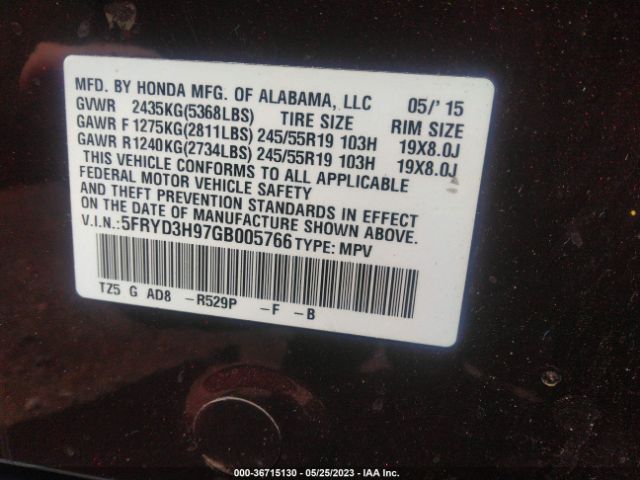 MFD. BY HONDA MFG. OF ALABAMA, LLC 05/' 15
GVWR 2435KG(5368LBS) TIRE SIZE RIM SIZE
GAWR F 1275KG(2811LBS) 245/55R19 103H 19X8.0J
GAWR R1240KG(2734LBS) 245/55R19 103H 19X8.0J
THIS VEHICLE CONFORMS TO ALL APPLICABLE
FEDERAL MOTOR VEHICLE SAFETY
AND THEFT PREVENTION STANDARDS IN EFFECT
ON THE DATE OF MANUFACTURE SHOWN ABOVE.
V.I.N.:5FRYD3H97GB005766 TYPE: MPV
TZ5 G AD8 -R529P -F -B
000-36715130 - 05/25/2023 - IAA Inc.